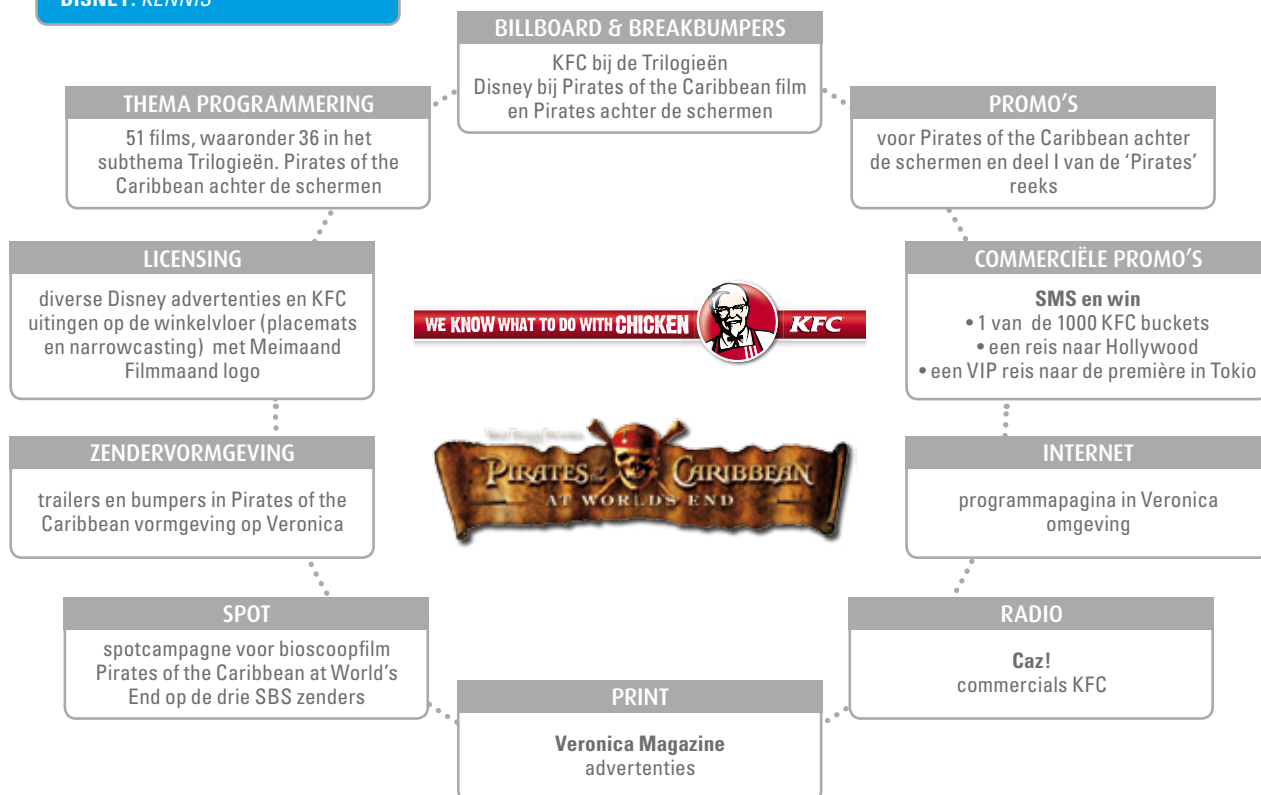 DISNEY: KENNIS
BILLBOARD & BREAKBUMPERS
KFC bij de Trilogieën
Disney bij Pirates of the Caribbean film
en Pirates achter de schermen
THEMA PROGRAMMERING
51 films, waaronder 36 in het
subthema Trilogieën. Pirates of the
Caribbean achter de schermen
PROMO'S
voor Pirates of the Caribbean achter
de schermen en deel I van de ‘Pirates’
reeks
LICENSING
diverse Disney advertenties en KFC
uitingen op de winkelvloer (placemats
en narrowcasting) met Meimaand
Filmmaand logo
WE KNOW WHAT TO DO WITH CHICKEN KFC
COMMERCIËLE PROMO'S
SMS en win
• 1 van de 1000 KFC buckets
• een reis naar Hollywood
• een VIP reis naar de première in Tokio
PIRATES of the CARIBBEAN
AT WORLD'S END
ZENDERVORMGEVING
trailers en bumpers in Pirates of the
Caribbean vormgeving op Veronica
INTERNET
programmapagina in Veronica
omgeving
SPOT
spotcampagne voor bioscoopfilm
Pirates of the Caribbean at World's
End op de drie SBS zenders
RADIO
Caz!
commercials KFC
PRINT
Veronica Magazine
advertenties